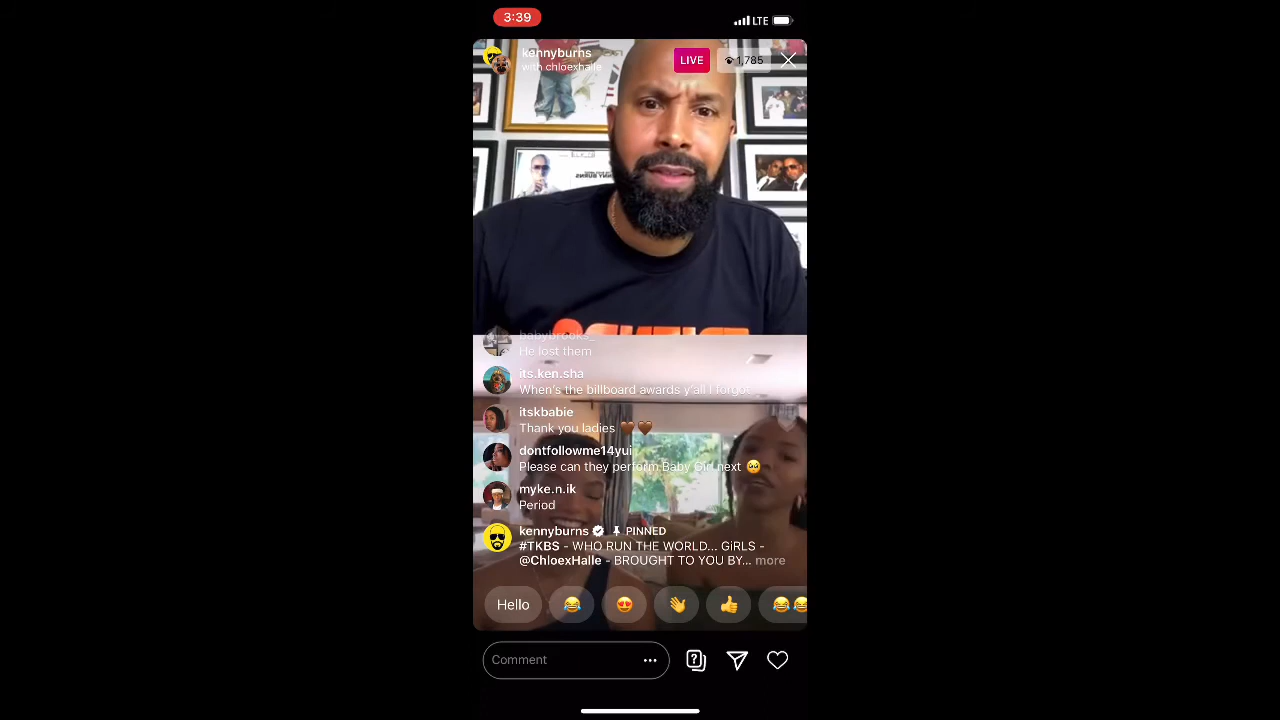 3:39
LTE
kennyburns
with chloexhalle
LIVE
1,785
babybrooks_
He lost them
its.ken.sha
When's the billboard awards y'all I forgot
itskbabie
Thank you ladies 🤎🤎
dontfollowme14yui
Please can they perform Baby Girl next 🥺
myke.n.ik
Period
kennyburns PINNED
#TKBS - WHO RUN THE WORLD... GiRLS -
@ChloexHalle - BROUGHT TO YOU BY... more
Hello 😂 😍 👋 👍 😂😂
Comment